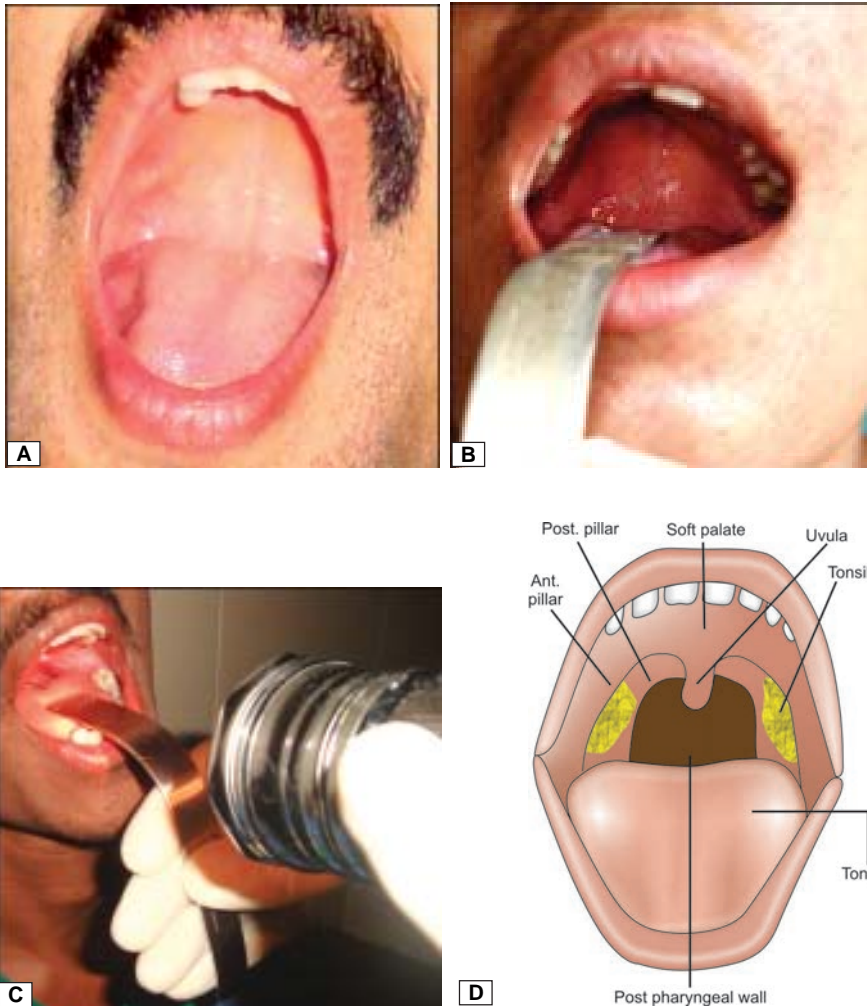 A
B
Post. pillar
Soft palate
Uvula
Ant.
pillar
Tonsi
Ton
Post pharyngeal wall
C
D